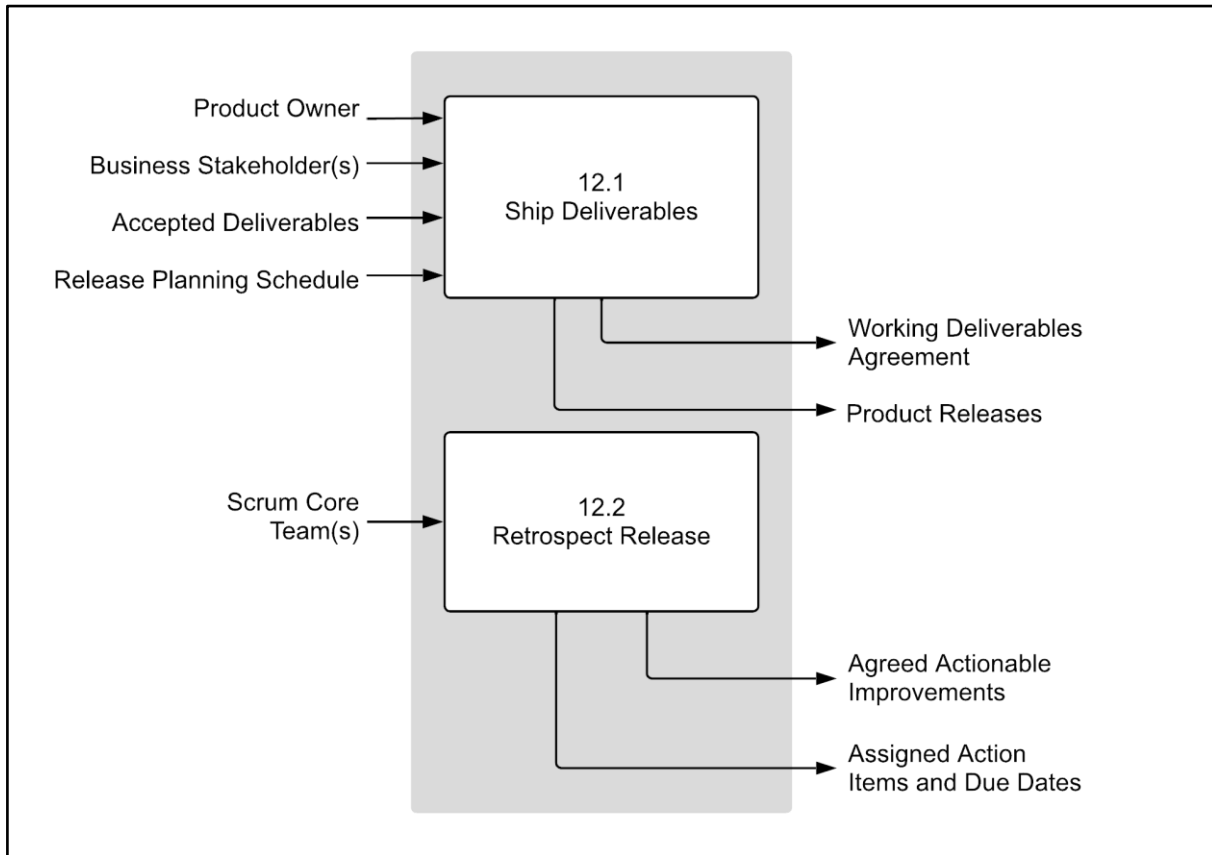 Product Owner
Business Stakeholder(s)
Accepted Deliverables
Release Planning Schedule
12.1
Ship Deliverables
Working Deliverables
Agreement
Product Releases
Scrum Core
Team(s)
12.2
Retrospect Release
Agreed Actionable
Improvements
Assigned Action
Items and Due Dates